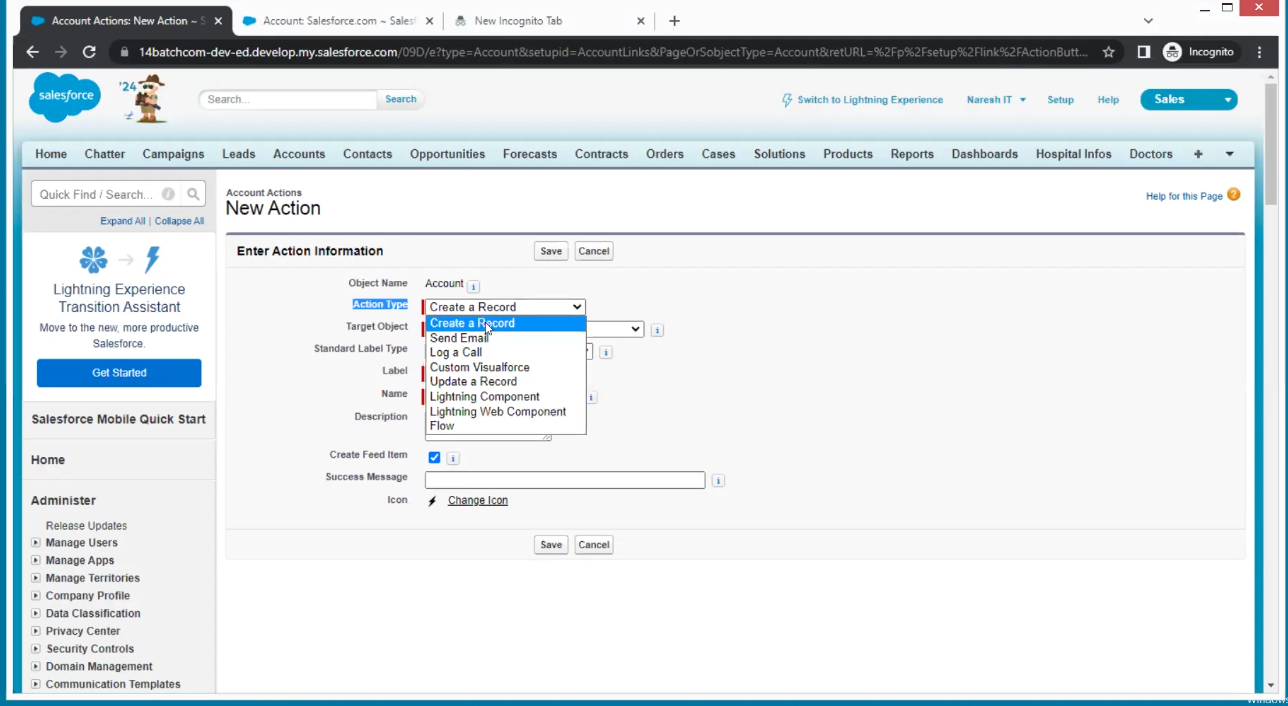 Account Actions: New Action ~ S
Account: Salesforce.com ~ Salesf
New Incognito Tab
14batchcom-dev-ed.develop.my.salesforce.com/09D/e?type=Account&setupid=AccountLinks&PageOrSobjectType=Account&retURL=%2Fp%2Fsetup%2Flink%2FActionButt...
Incognito
salesforce
'24
Search...
Search
Switch to Lightning Experience
Naresh IT
Setup
Help
Sales
Home Chatter Campaigns Leads Accounts Contacts Opportunities Forecasts Contracts Orders Cases Solutions Products Reports Dashboards Hospital Infos Doctors +
Quick Find / Search...
Expand All | Collapse All
Lightning Experience
Transition Assistant
Move to the new, more productive
Salesforce.
Get Started
Salesforce Mobile Quick Start
Home
Administer
Release Updates
Manage Users
Manage Apps
Manage Territories
Company Profile
Data Classification
Privacy Center
Security Controls
Domain Management
Communication Templates
Account Actions
New Action
Help for this Page
Enter Action Information
Save
Cancel
Object Name Account
Action Type Create a Record
Create a Record
Send Email
Log a Call
Custom Visualforce
Update a Record
Lightning Component
Lightning Web Component
Flow
Target Object
Standard Label Type
Label
Name
Description
Create Feed Item
Success Message
Icon Change Icon
Save
Cancel